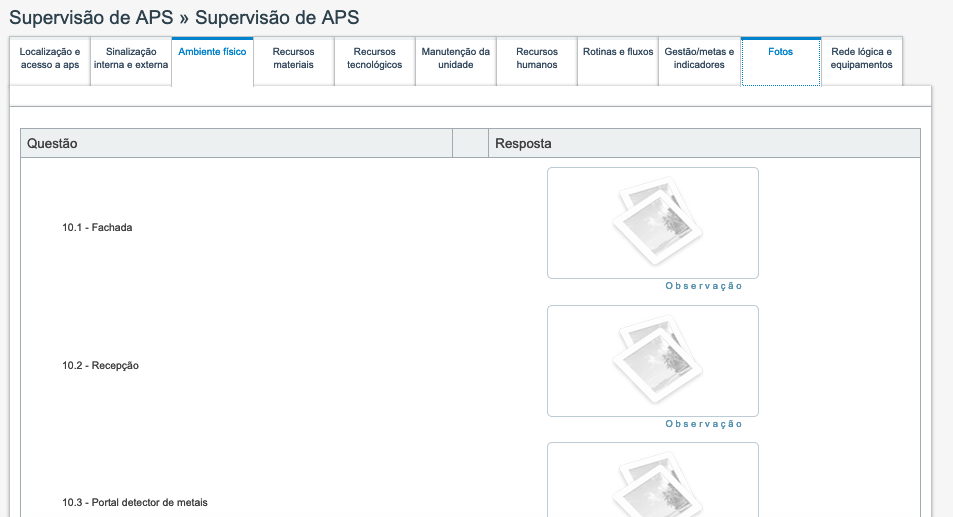 Supervisão de APS » Supervisão de APS
Localização e acesso a aps
Sinalização interna e externa
Ambiente físico
Recursos materiais
Recursos tecnológicos
Manutenção da unidade
Recursos humanos
Rotinas e fluxos
Gestão/metas e indicadores
Fotos
Rede lógica e equipamentos
Questão
Resposta
10.1 - Fachada
Observação
10.2 - Recepção
Observação
10.3 - Portal detector de metais